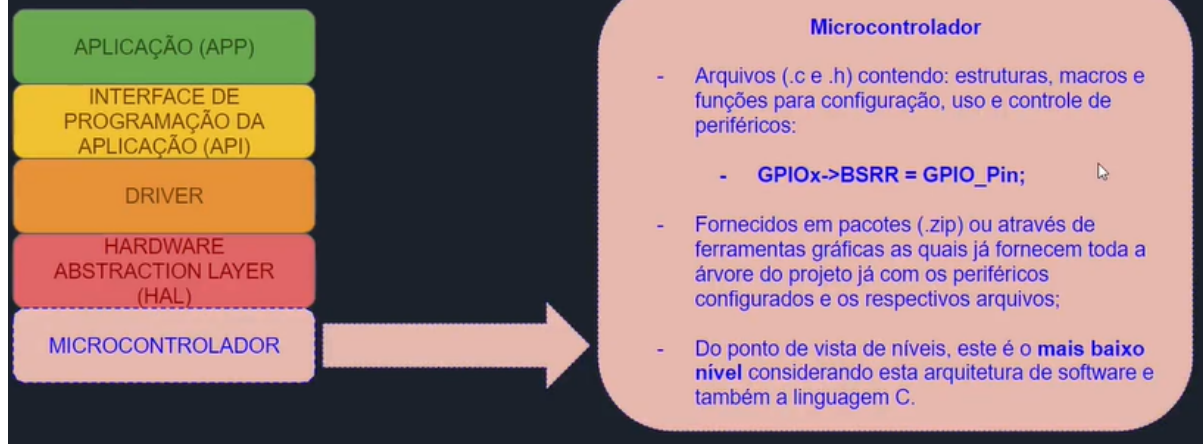 APLICAÇÃO (APP)
INTERFACE DE
PROGRAMAÇÃO DA
APLICAÇÃO (API)
DRIVER
HARDWARE
ABSTRACTION LAYER
(HAL)
MICROCONTROLADOR
Microcontrolador
- Arquivos (.c e .h) contendo: estruturas, macros e
funções para configuração, uso e controle de
periféricos:
- GPIOx->BSRR = GPIO_Pin;
- Fornecidos em pacotes (.zip) ou através de
ferramentas gráficas as quais já fornecem toda a
árvore do projeto já com os periféricos
configurados e os respectivos arquivos;
- Do ponto de vista de níveis, este é o mais baixo
nível considerando esta arquitetura de software e
também a linguagem C.